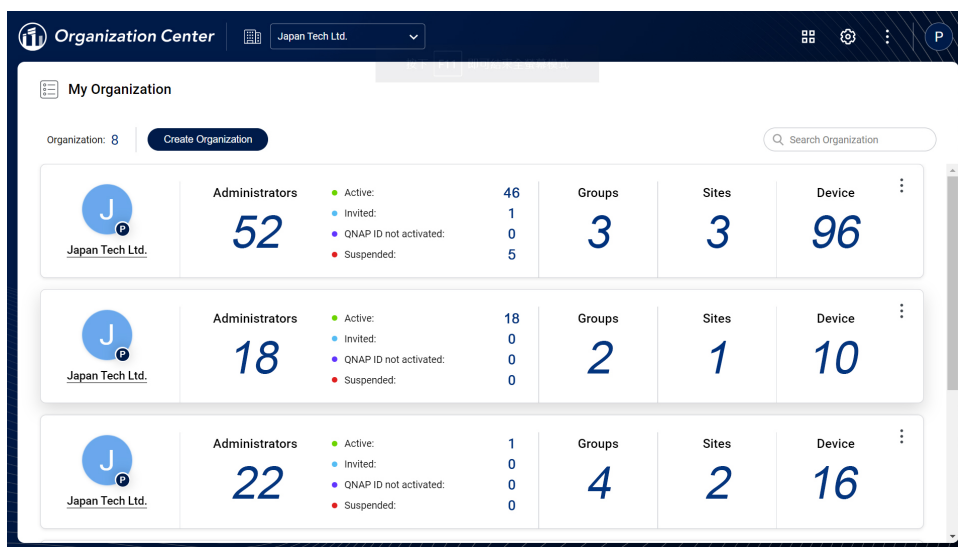 Organization Center
Japan Tech Ltd.
P
My Organization
Organization: 8
Create Organization
Search Organization
J
P
Japan Tech Ltd.
Administrators
52
Active: 46
Invited: 1
QNAP ID not activated: 0
Suspended: 5
Groups
3
Sites
3
Device
96
J
P
Japan Tech Ltd.
Administrators
18
Active: 18
Invited: 0
QNAP ID not activated: 0
Suspended: 0
Groups
2
Sites
1
Device
10
J
P
Japan Tech Ltd.
Administrators
22
Active: 1
Invited: 0
QNAP ID not activated: 0
Suspended: 0
Groups
4
Sites
2
Device
16